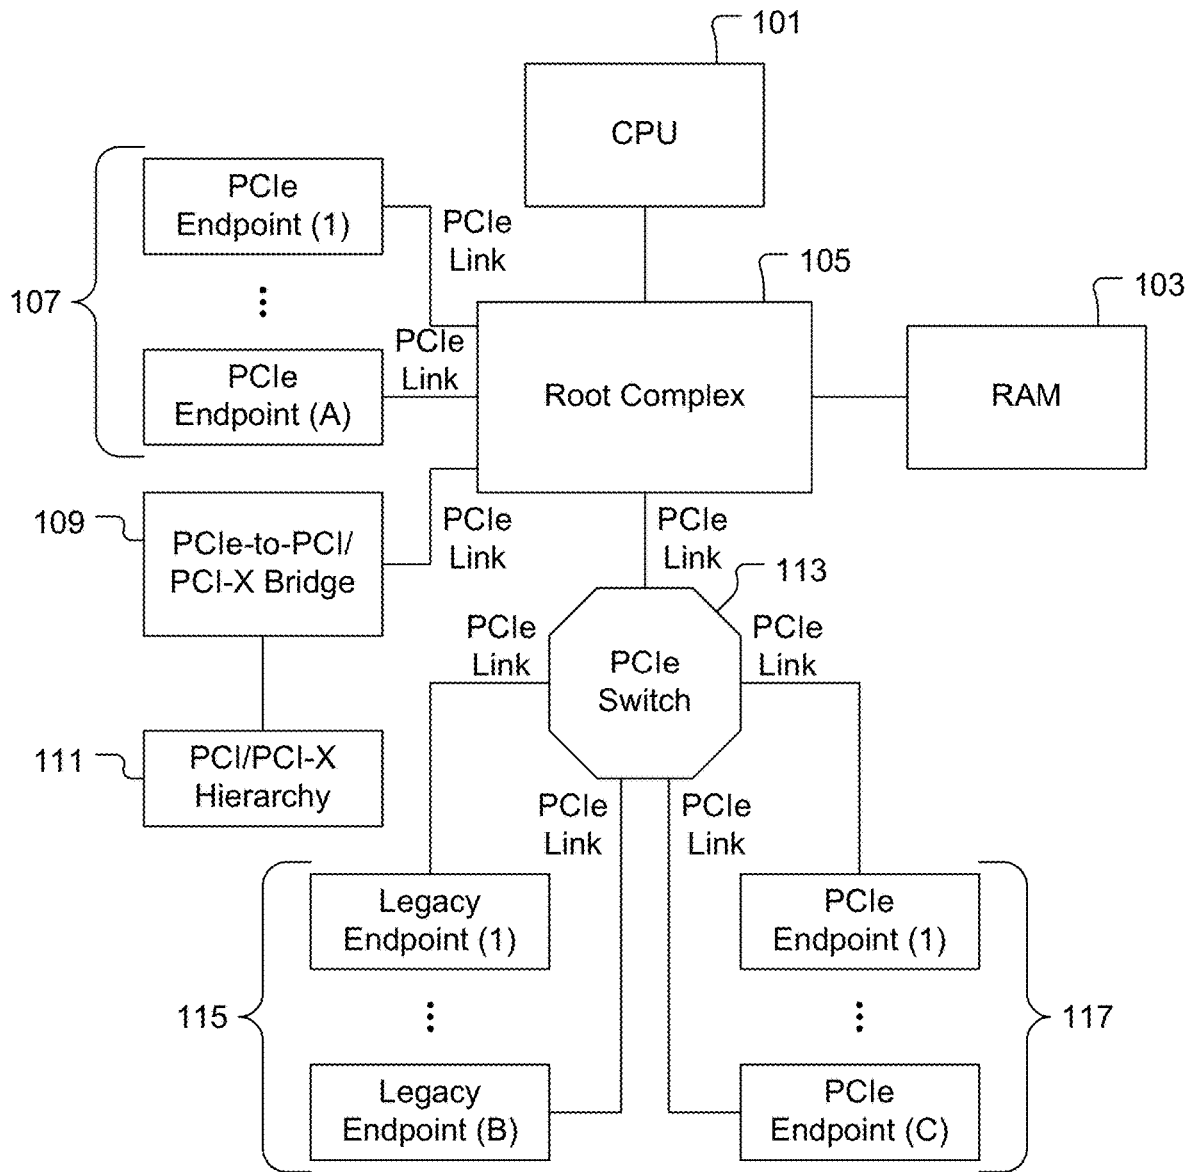 101
CPU
PCIe
Endpoint (1)
PCIe
Link
105
103
107
PCIe
Link
PCIe
Endpoint (A)
Root Complex
RAM
109
PCIe-to-PCI/
PCI-X Bridge
PCIe
Link
PCIe
Link
113
PCIe
Link
PCIe
Switch
PCIe
Link
111
PCI/PCI-X
Hierarchy
PCIe
Link
PCIe
Link
Legacy
Endpoint (1)
PCIe
Endpoint (1)
115
117
Legacy
Endpoint (B)
PCIe
Endpoint (C)